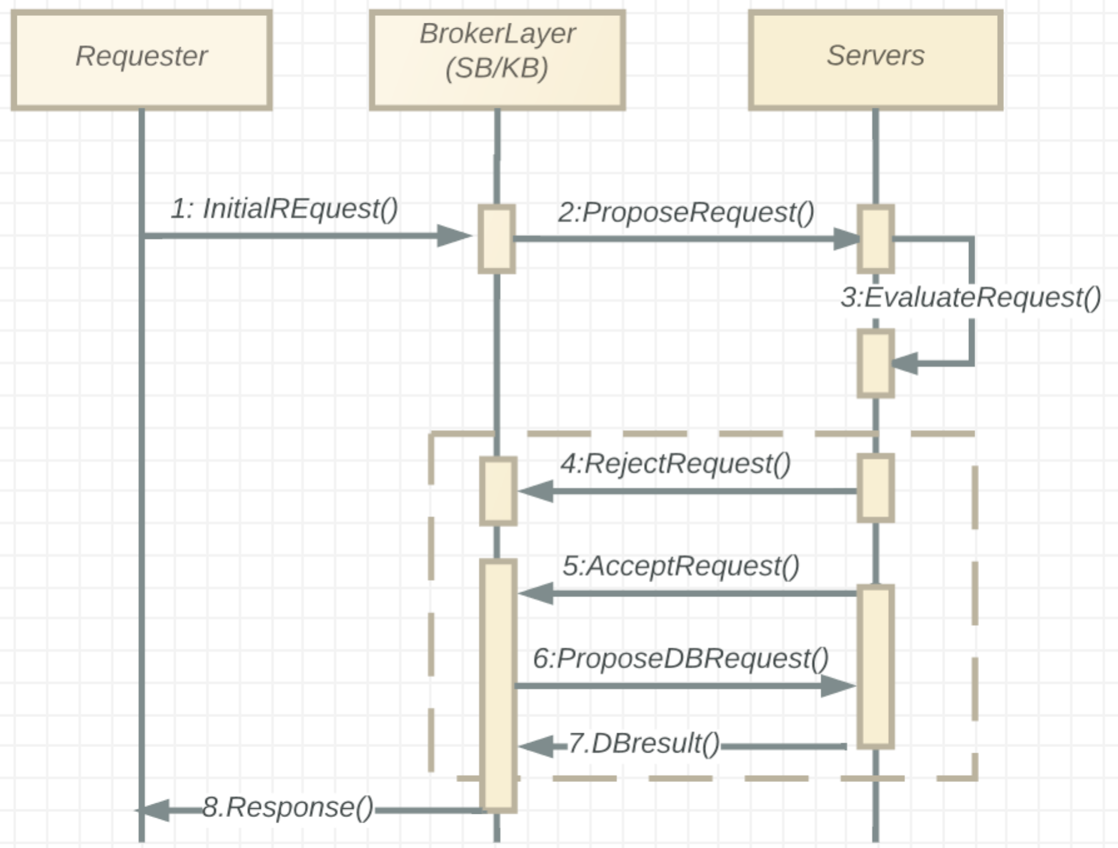 Requester
BrokerLayer
(SB/KB)
Servers
1: InitialREquest()
2:ProposeRequest()
3:EvaluateRequest()
4:RejectRequest()
5:AcceptRequest()
6:ProposeDBRequest()
7.DBresult()
8.Response()